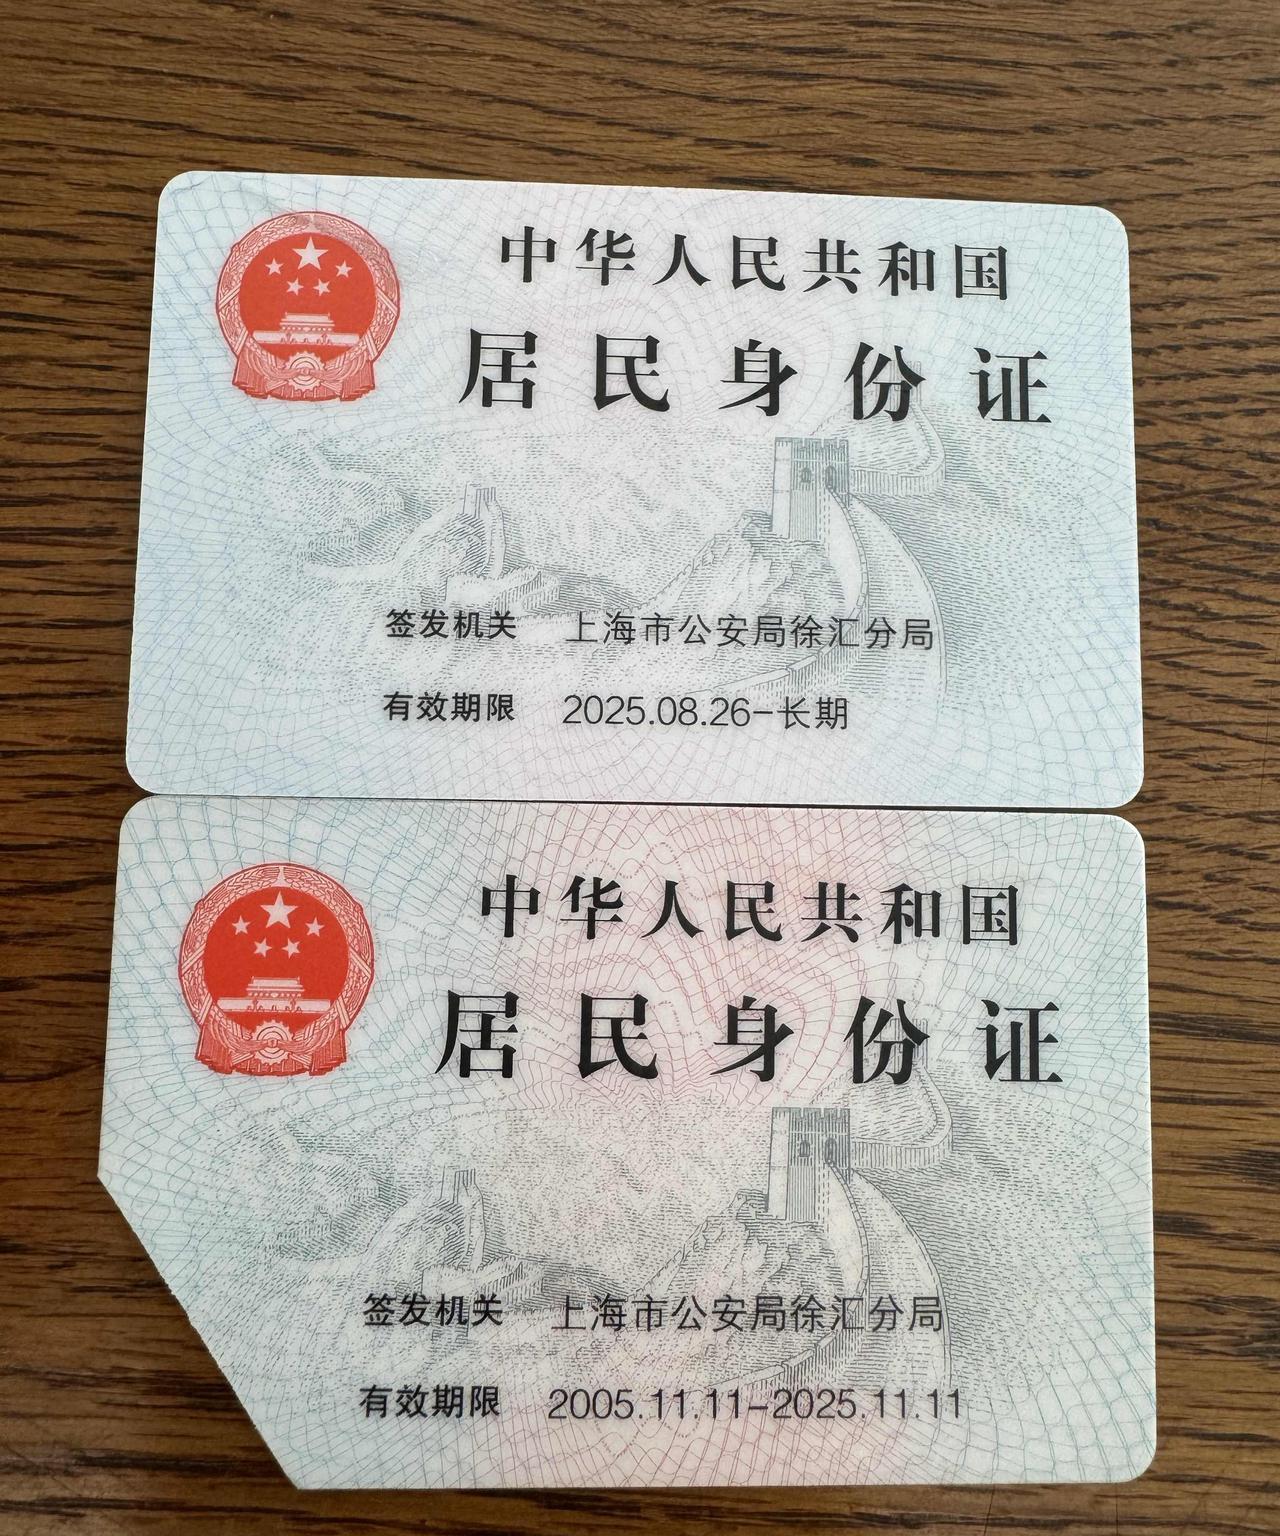 中华人民共和国
居民身份证
签发机关 上海市公安局徐汇分局
有效期限 2025.08.26-长期
中华人民共和国
居民身份证
签发机关 上海市公安局徐汇分局
有效期限 2005.11.11-2025.11.11